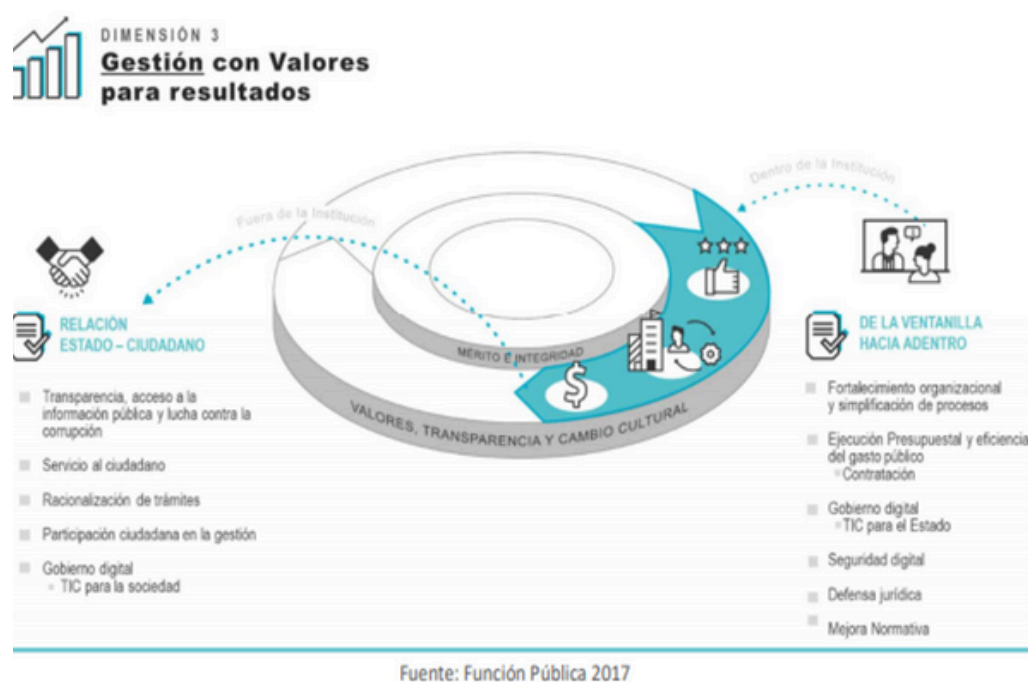 DIMENSIÓN 3
Gestión con Valores
para resultados
Fuera de la Institución
Dentro de la Institución
MÉRITO E INTEGRIDAD
VALORES, TRANSPARENCIA Y CAMBIO CULTURAL
RELACIÓN
ESTADO – CIUDADANO
Transparencia, acceso a la
información pública y lucha contra la
corrupción
Servicio al ciudadano
Racionalización de trámites
Participación ciudadana en la gestión
Gobierno digital
TIC para la sociedad
DE LA VENTANILLA
HACIA ADENTRO
Fortalecimiento organizacional
y simplificación de procesos
Ejecución Presupuestal y eficiencia
del gasto público
Contratación
Gobierno digital
TIC para el Estado
Seguridad digital
Defensa jurídica
Mejora Normativa
Fuente: Función Pública 2017